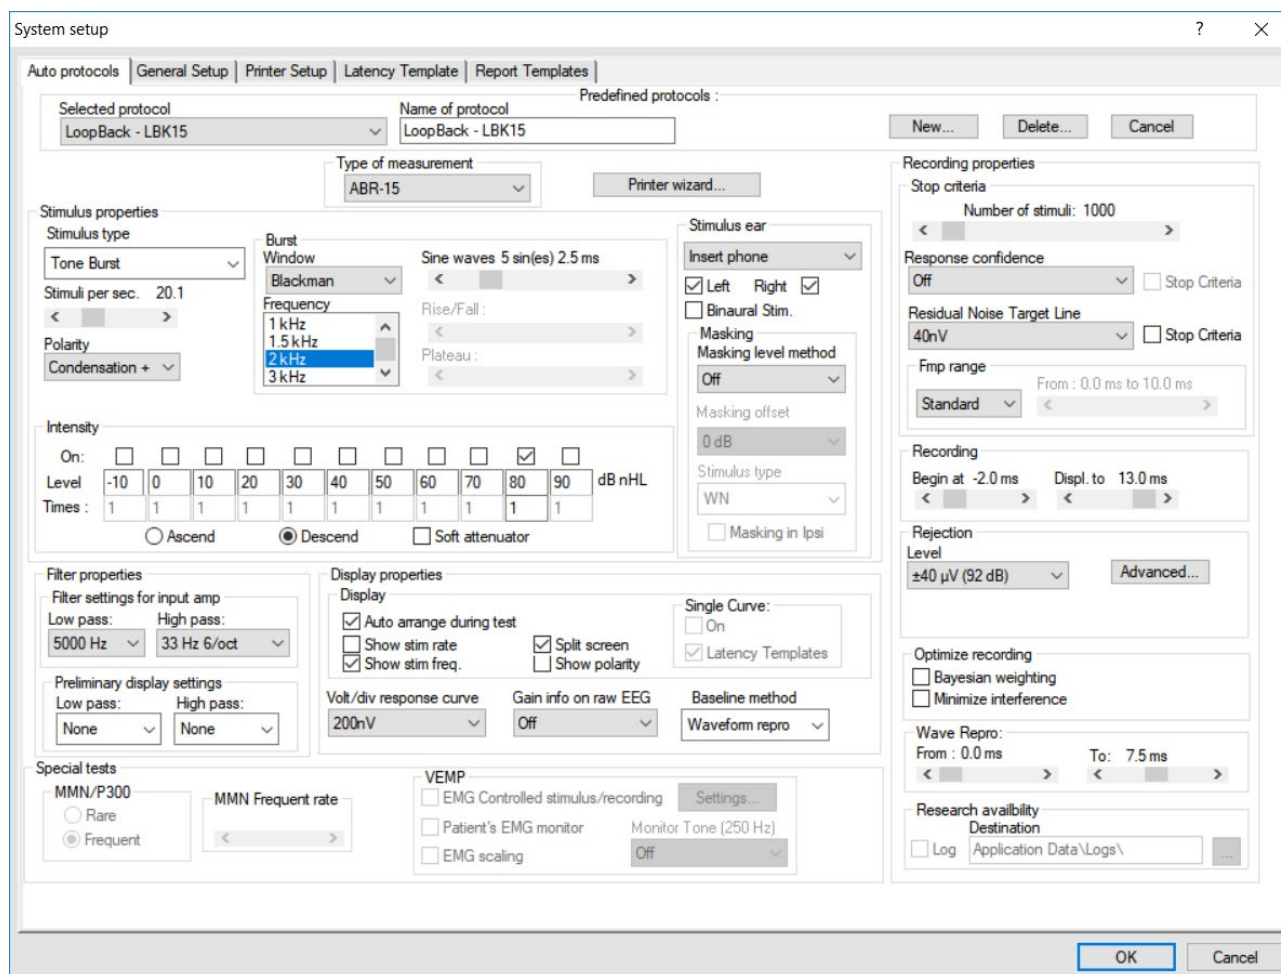 System setup
?
Auto protocols
General Setup
Printer Setup
Latency Template
Report Templates
Predefined protocols :
Selected protocol
LoopBack - LBK15
Name of protocol
LoopBack - LBK15
New...
Delete...
Cancel
Type of measurement
ABR-15
Printer wizard...
Stimulus properties
Stimulus type
Tone Burst
Stimuli per sec. 20.1
Polarity
Condensation +
Burst
Window
Blackman
Frequency
1 kHz
1.5 kHz
2 kHz
3 kHz
Sine waves 5 sin(es) 2.5 ms
Rise/Fall :
Plateau :
Stimulus ear
Insert phone
Left Right
Binaural Stim.
Masking
Masking level method
Off
Masking offset
0 dB
Stimulus type
WN
Masking in Ipsi
Intensity
On:
Level -10 0 10 20 30 40 50 60 70 80 90 dB nHL
Times : 1 1 1 1 1 1 1 1 1 1 1
Ascend Descend Soft attenuator
Recording properties
Stop criteria
Number of stimuli: 1000
Response confidence
Off
Stop Criteria
Residual Noise Target Line
40nV
Stop Criteria
Fmp range
Standard
From : 0.0 ms to 10.0 ms
Recording
Begin at -2.0 ms Displ. to 13.0 ms
Rejection
Level
±40 µV (92 dB)
Advanced...
Optimize recording
Bayesian weighting
Minimize interference
Wave Repro:
From : 0.0 ms To: 7.5 ms
Research availbility
Destination
Log Application Data\Logs\ ...
Filter properties
Filter settings for input amp
Low pass: High pass:
5000 Hz 33 Hz 6/oct
Preliminary display settings
Low pass: High pass:
None None
Display properties
Display
Auto arrange during test
Show stim rate
Split screen
Show stim freq.
Show polarity
Single Curve:
On
Latency Templates
Volt/div response curve
200nV
Gain info on raw EEG
Off
Baseline method
Waveform repro
Special tests
MMN/P300
Rare
Frequent
MMN Frequent rate
VEMP
EMG Controlled stimulus/recording
Settings...
Patient's EMG monitor
Monitor Tone (250 Hz)
EMG scaling
Off
OK
Cancel